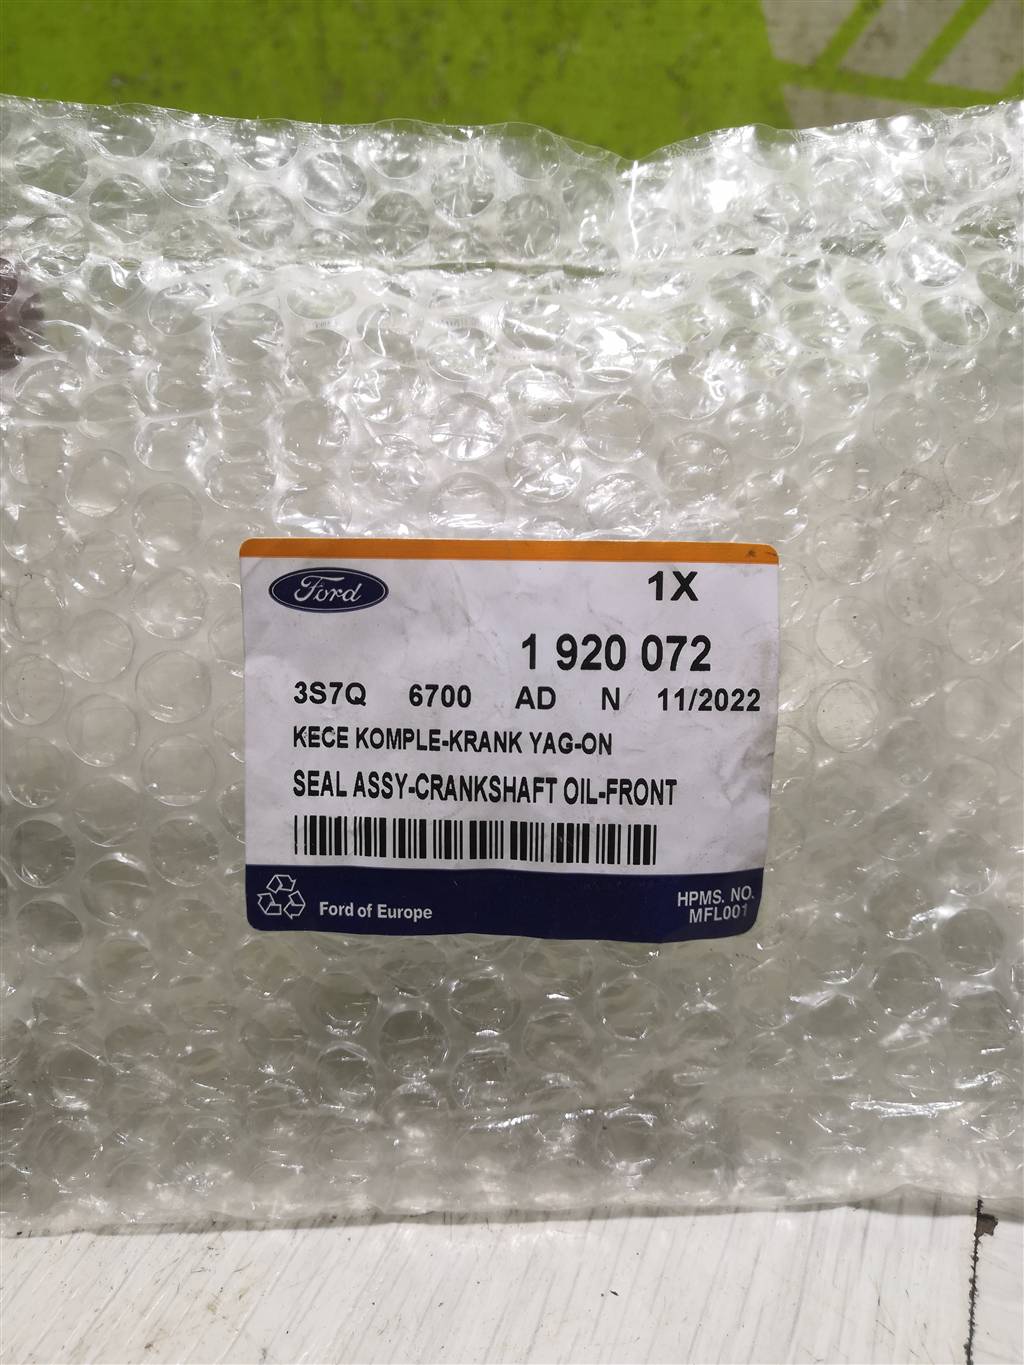 Ford
1X
1 920 072
3S7Q 6700 AD N 11/2022
KECE KOMPLE-KRANK YAG-ON
SEAL ASSY-CRANKSHAFT OIL-FRONT
Ford of Europe
HPMS. NO.
MFL001